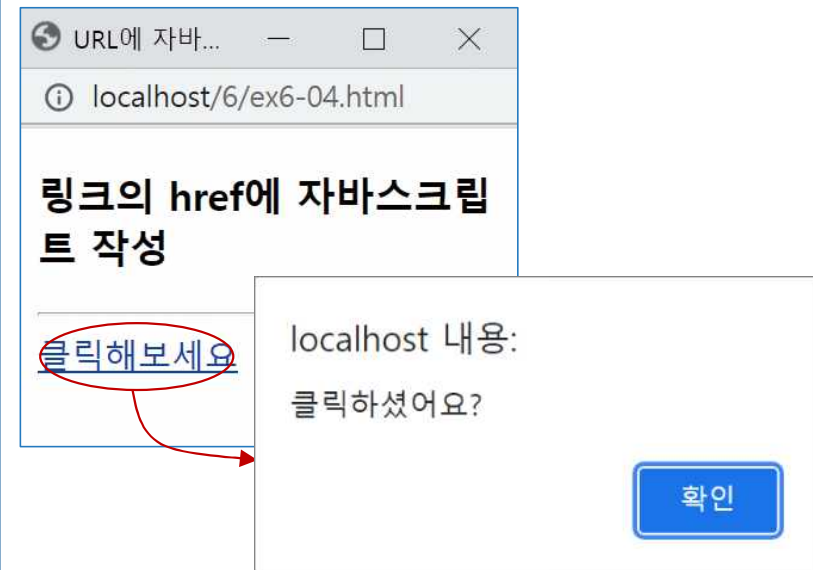 URL에 자바...
localhost/6/ex6-04.html
링크의 href에 자바스크립
트 작성
클릭해보세요
localhost 내용:
클릭하셨어요?
확인